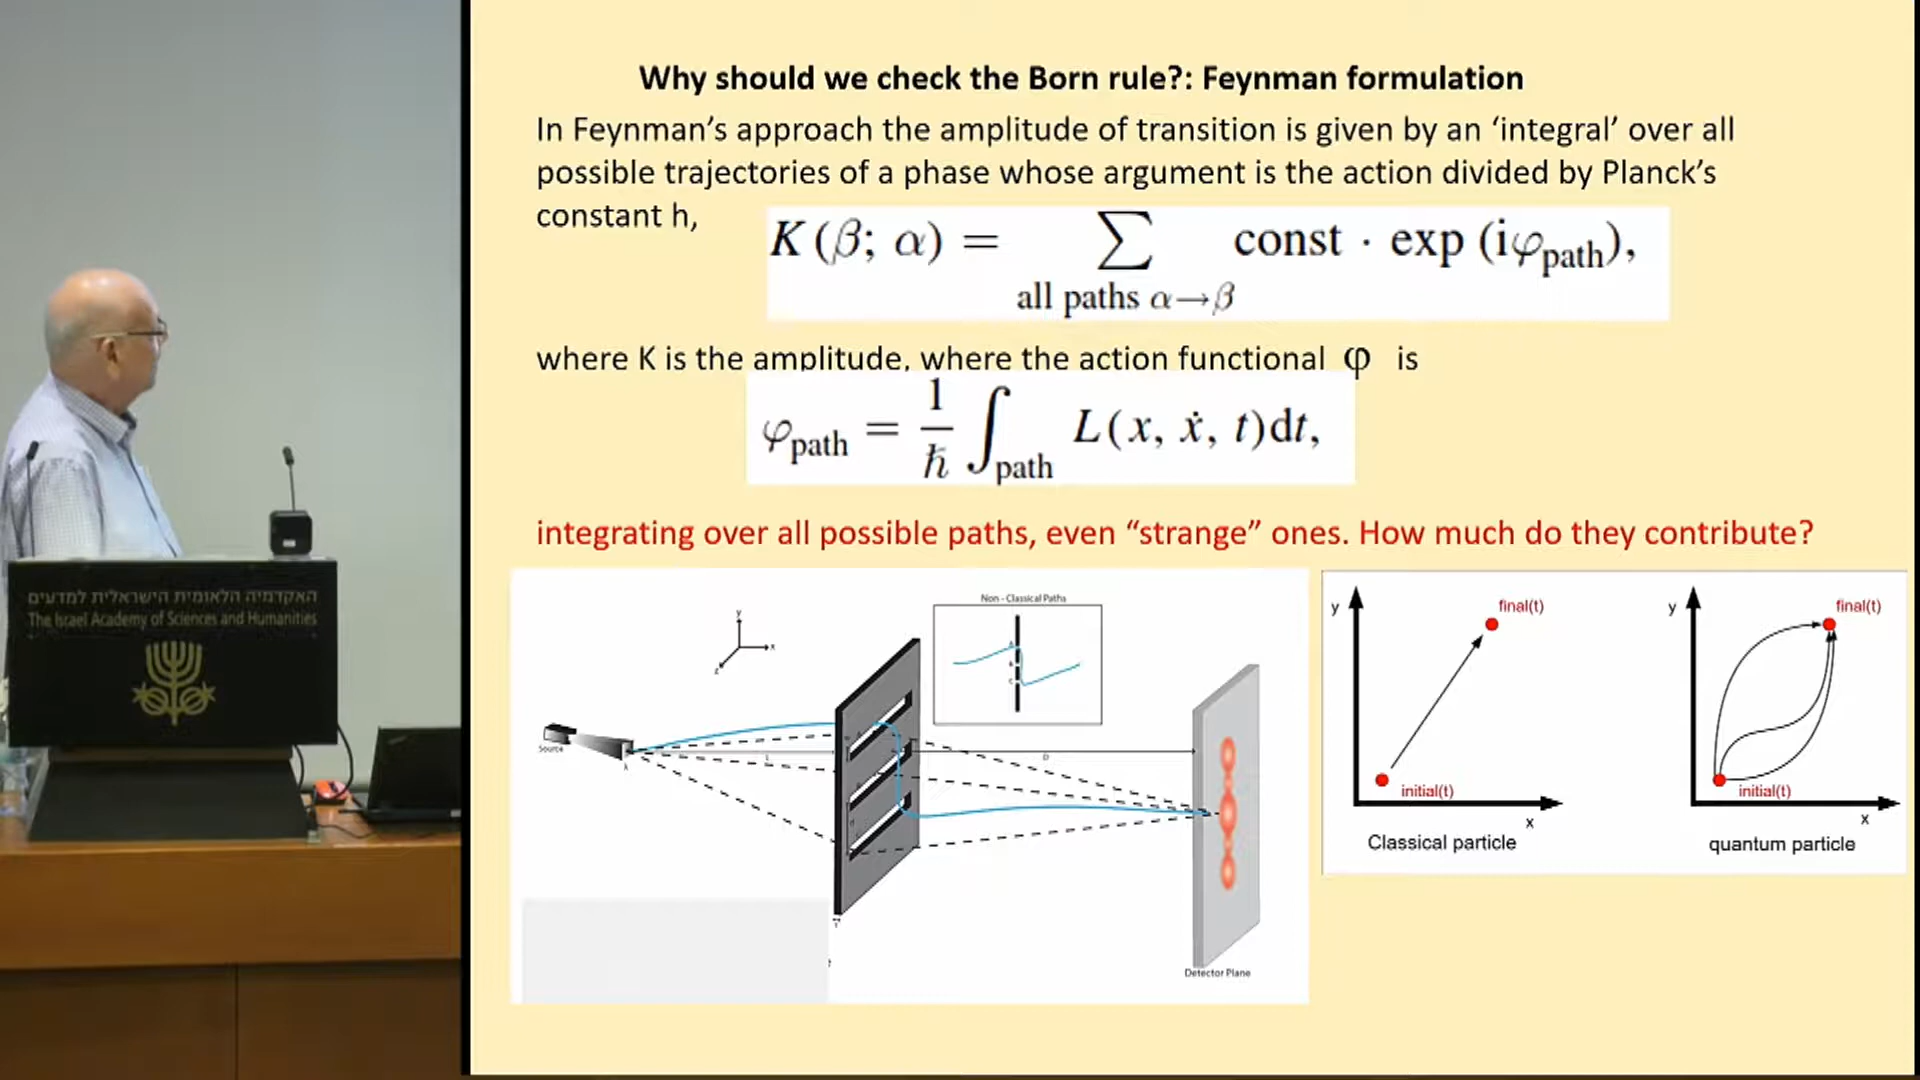 Why should we check the Born rule?: Feynman formulation
In Feynman's approach the amplitude of transition is given by an ‘integral’ over all
possible trajectories of a phase whose argument is the action divided by Planck's
constant h,
K(β; α) = ∑ const · exp (iφpath),
all paths α→β
where K is the amplitude, where the action functional φ is
φpath = 1/ħ ∫path L(x, ẋ, t)dt,
integrating over all possible paths, even “strange” ones. How much do they contribute?
Non - Classical Paths
y
x
z
Source
L
D
Detector Plane
y
final(t)
initial(t)
x
Classical particle
y
final(t)
initial(t)
x
quantum particle
האקדמיה הלאומית הישראלית למדעים
The Israel Academy of Sciences and Humanities